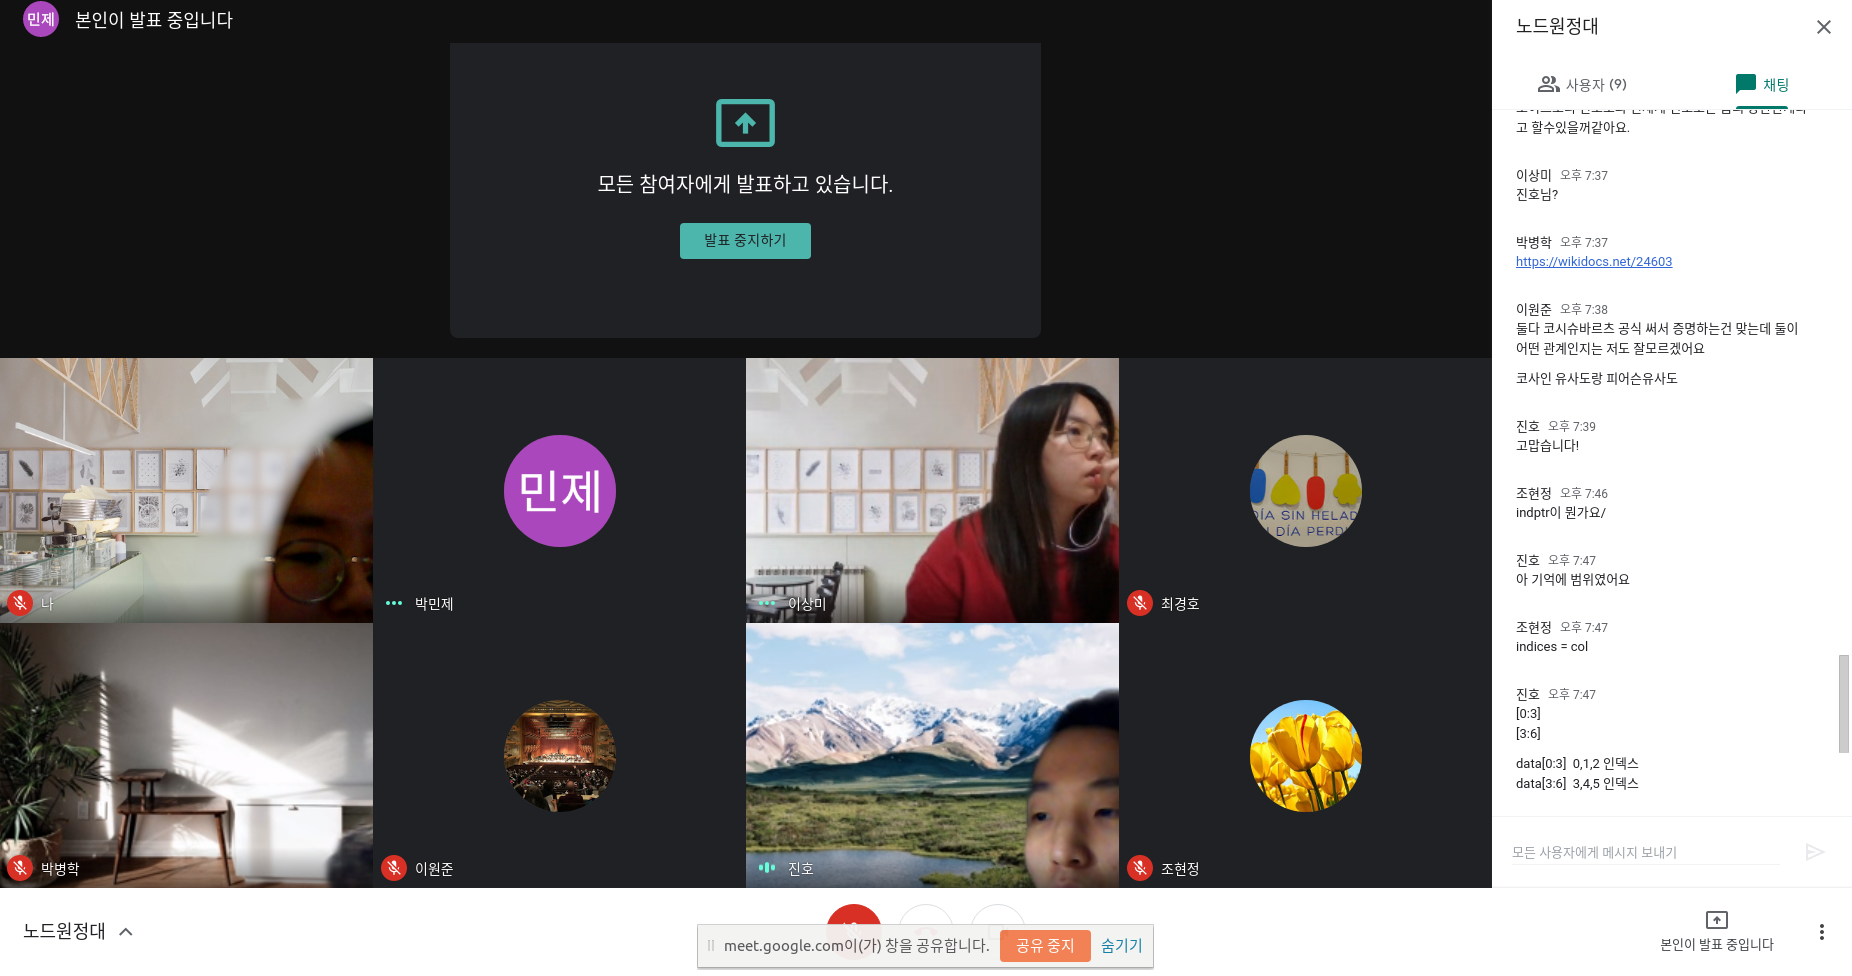 민제 본인이 발표 중입니다
모든 참여자에게 발표하고 있습니다.
발표 중지하기
나
민제
박민제
이상미
DÍA SIN HELAD
DÍA PERDI
최경호
박병학
이원준
진호
조현정
노드원정대
사용자 (9)
채팅
고 할수있을꺼같아요.
이상미 오후 7:37
진호님?
박병학 오후 7:37
https://wikidocs.net/24603
이원준 오후 7:38
둘다 코시슈바르츠 공식 써서 증명하는건 맞는데 둘이
어떤 관계인지는 저도 잘모르겠어요
코사인 유사도랑 피어슨유사도
진호 오후 7:39
고맙습니다!
조현정 오후 7:46
indptr이 뭔가요/
진호 오후 7:47
아 기억에 범위였어요
조현정 오후 7:47
indices = col
진호 오후 7:47
[0:3]
[3:6]
data[0:3] 0,1,2 인덱스
data[3:6] 3,4,5 인덱스
모든 사용자에게 메시지 보내기
노드원정대
meet.google.com이(가) 창을 공유합니다. 공유 중지 숨기기
본인이 발표 중입니다